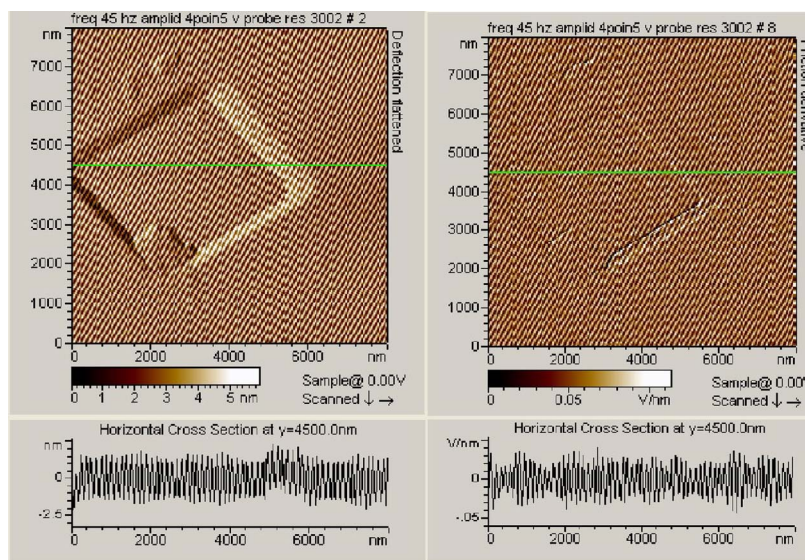 freq 45 hz amplid 4poin5 v probe res 3002 # 2
nm
7000
6000
5000
4000
3000
2000
1000
0
0 2000 4000 6000 nm
Deflection flattened
0 1 2 3 4 5 nm
Sample@ 0.00V
Scanned ↓ →
Horizontal Cross Section at y=4500.0nm
nm
0
-2.5
0 2000 4000 6000 nm
freq 45 hz amplid 4poin5 v probe res 3002 # 8
nm
7000
6000
5000
4000
3000
2000
1000
0
0 2000 4000 6000 nm
0 0.05 V/nm
Sample@ 0.00
Scanned ↓ →
Horizontal Cross Section at y=4500.0nm
V/nm
0
-.05
0 2000 4000 6000 nm